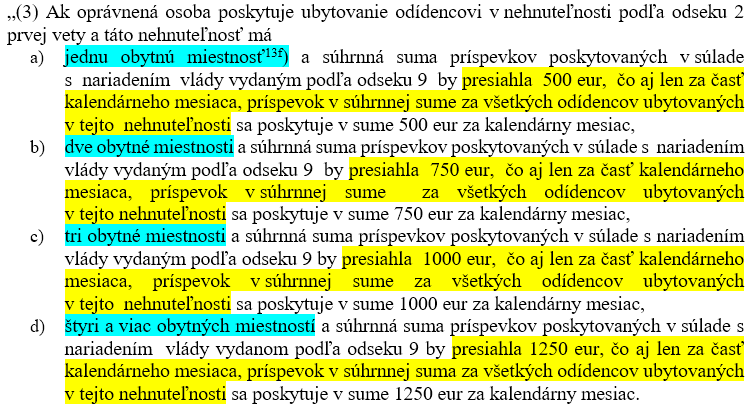 „(3) Ak oprávnená osoba poskytuje ubytovanie odídencovi v nehnuteľnosti podľa odseku 2
prvej vety a táto nehnuteľnosť má
a) jednu obytnú miestnosť13f) a súhrnná suma príspevkov poskytovaných v súlade
s nariadením vlády vydaným podľa odseku 9 by presiahla 500 eur, čo aj len za časť
kalendárneho mesiaca, príspevok v súhrnnej sume za všetkých odídencov ubytovaných
v tejto nehnuteľnosti sa poskytuje v sume 500 eur za kalendárny mesiac,
b) dve obytné miestnosti a súhrnná suma príspevkov poskytovaných v súlade s nariadením
vlády vydaným podľa odseku 9 by presiahla 750 eur, čo aj len za časť kalendárneho
mesiaca, príspevok v súhrnnej sume za všetkých odídencov ubytovaných
v tejto nehnuteľnosti sa poskytuje v sume 750 eur za kalendárny mesiac,
c) tri obytné miestnosti a súhrnná suma príspevkov poskytovaných v súlade s nariadením
vlády vydaným podľa odseku 9 by presiahla 1000 eur, čo aj len za časť kalendárneho
mesiaca, príspevok v súhrnnej sume za všetkých odídencov ubytovaných
v tejto nehnuteľnosti sa poskytuje v sume 1000 eur za kalendárny mesiac,
d) štyri a viac obytných miestností a súhrnná suma príspevkov poskytovaných v súlade s
nariadením vlády vydanom podľa odseku 9 by presiahla 1250 eur, čo aj len za časť
kalendárneho mesiaca, príspevok v súhrnnej suma za všetkých odídencov ubytovaných
v tejto nehnuteľnosti sa poskytuje v sume 1250 eur za kalendárny mesiac.